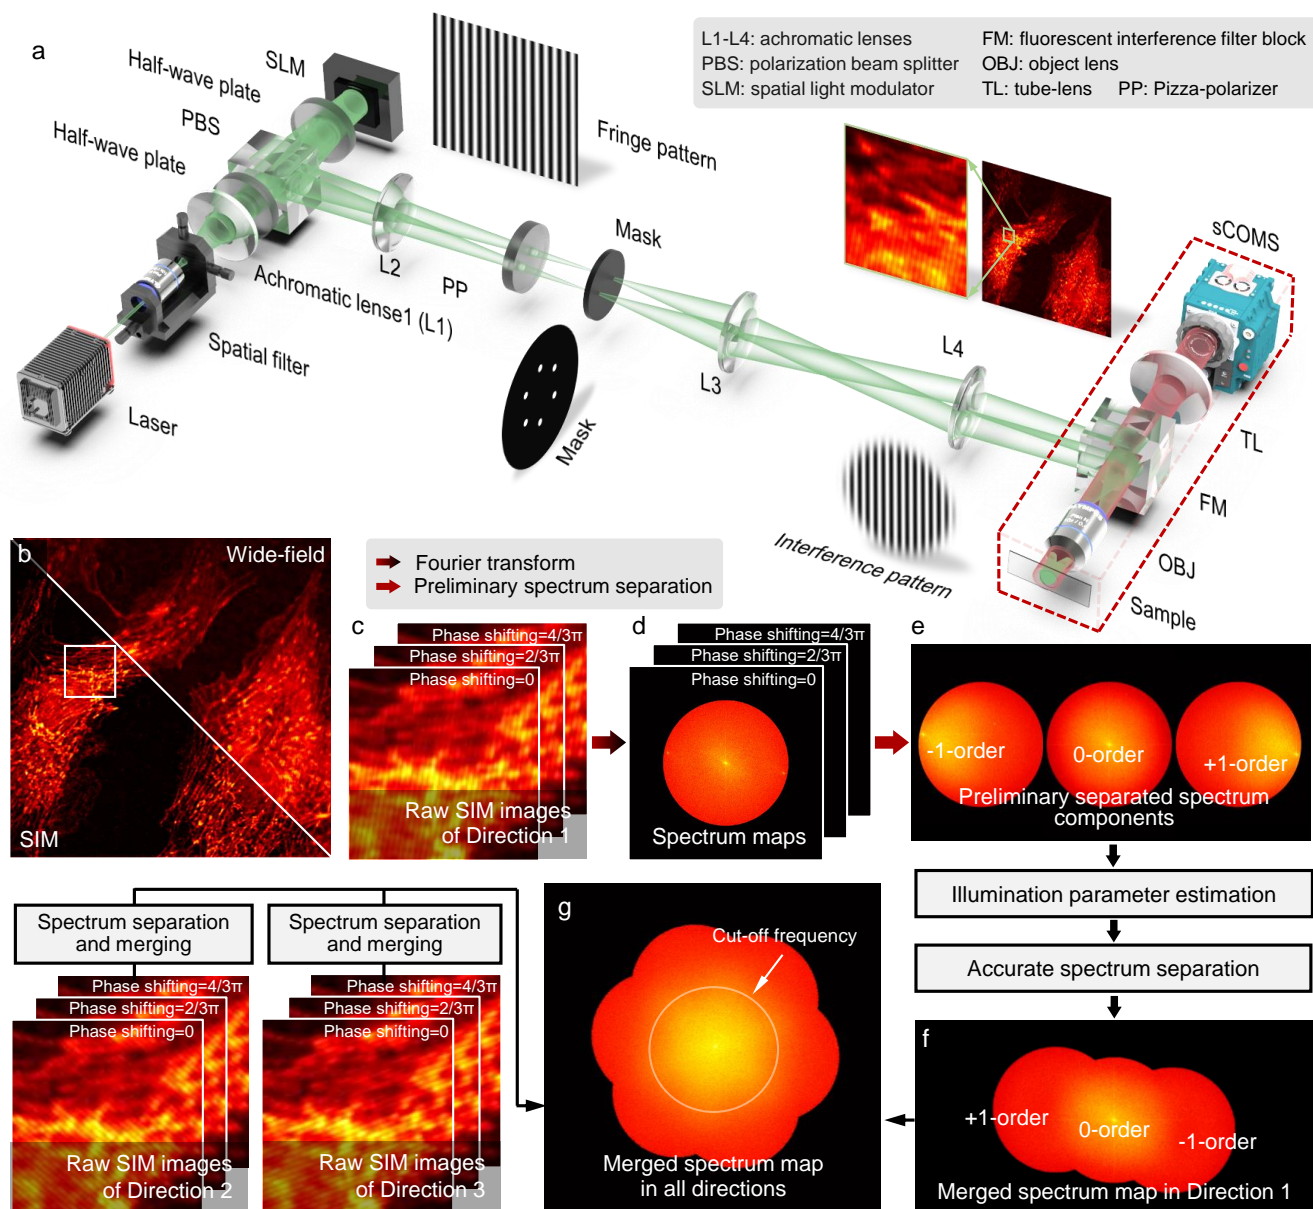 a
L1-L4: achromatic lenses
FM: fluorescent interference filter block
PBS: polarization beam splitter
OBJ: object lens
SLM: spatial light modulator
TL: tube-lens
PP: Pizza-polarizer
SLM
Half-wave plate
PBS
Half-wave plate
Fringe pattern
Mask
sCOMS
L2
PP
Achromatic lense1 (L1)
Spatial filter
Laser
L3
L4
Mask
TL
FM
OBJ
Sample
Interference pattern
b
Wide-field
SIM
Fourier transform
Preliminary spectrum separation
c
Phase shifting=4/3π
Phase shifting=2/3π
Phase shifting=0
Raw SIM images
of Direction 1
d
Phase shifting=4/3π
Phase shifting=2/3π
Phase shifting=0
Spectrum maps
e
-1-order
0-order
+1-order
Preliminary separated spectrum
components
Illumination parameter estimation
Accurate spectrum separation
f
+1-order
0-order
-1-order
Merged spectrum map in Direction 1
Spectrum separation
and merging
Phase shifting=4/3π
Phase shifting=2/3π
Phase shifting=0
Raw SIM images
of Direction 2
Spectrum separation
and merging
Phase shifting=4/3π
Phase shifting=2/3π
Phase shifting=0
Raw SIM images
of Direction 3
g
Cut-off frequency
Merged spectrum map
in all directions